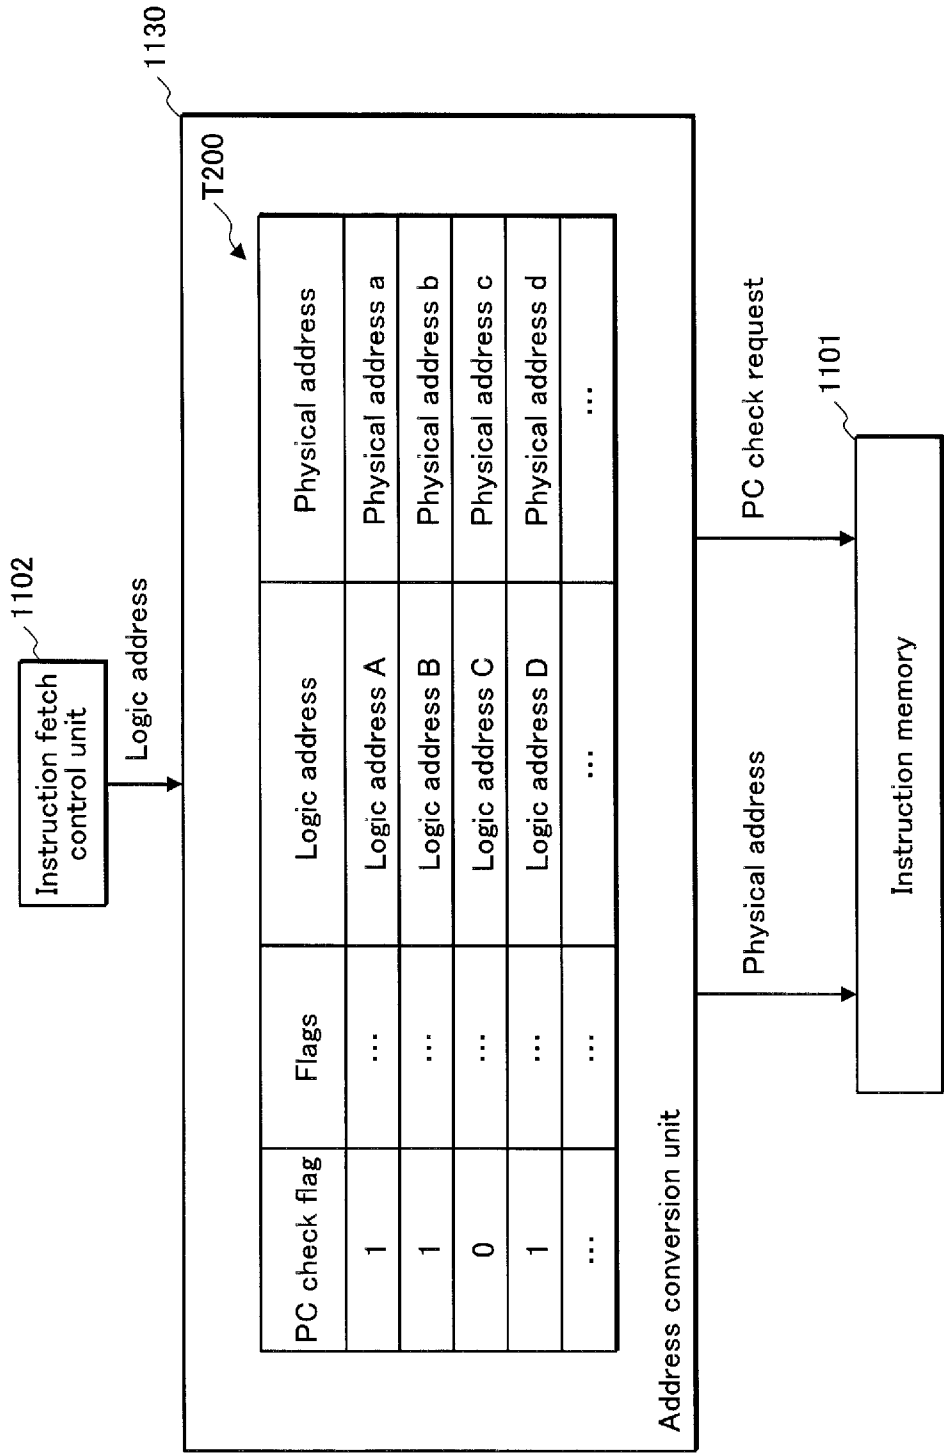 Instruction fetch
control unit
1102
Logic address
1130
T200
PC check flag
Flags
Logic address
Physical address
1
...
Logic address A
Physical address a
1
...
Logic address B
Physical address b
0
...
Logic address C
Physical address c
1
...
Logic address D
Physical address d
...
...
...
...
Address conversion unit
Physical address
PC check request
1101
Instruction memory